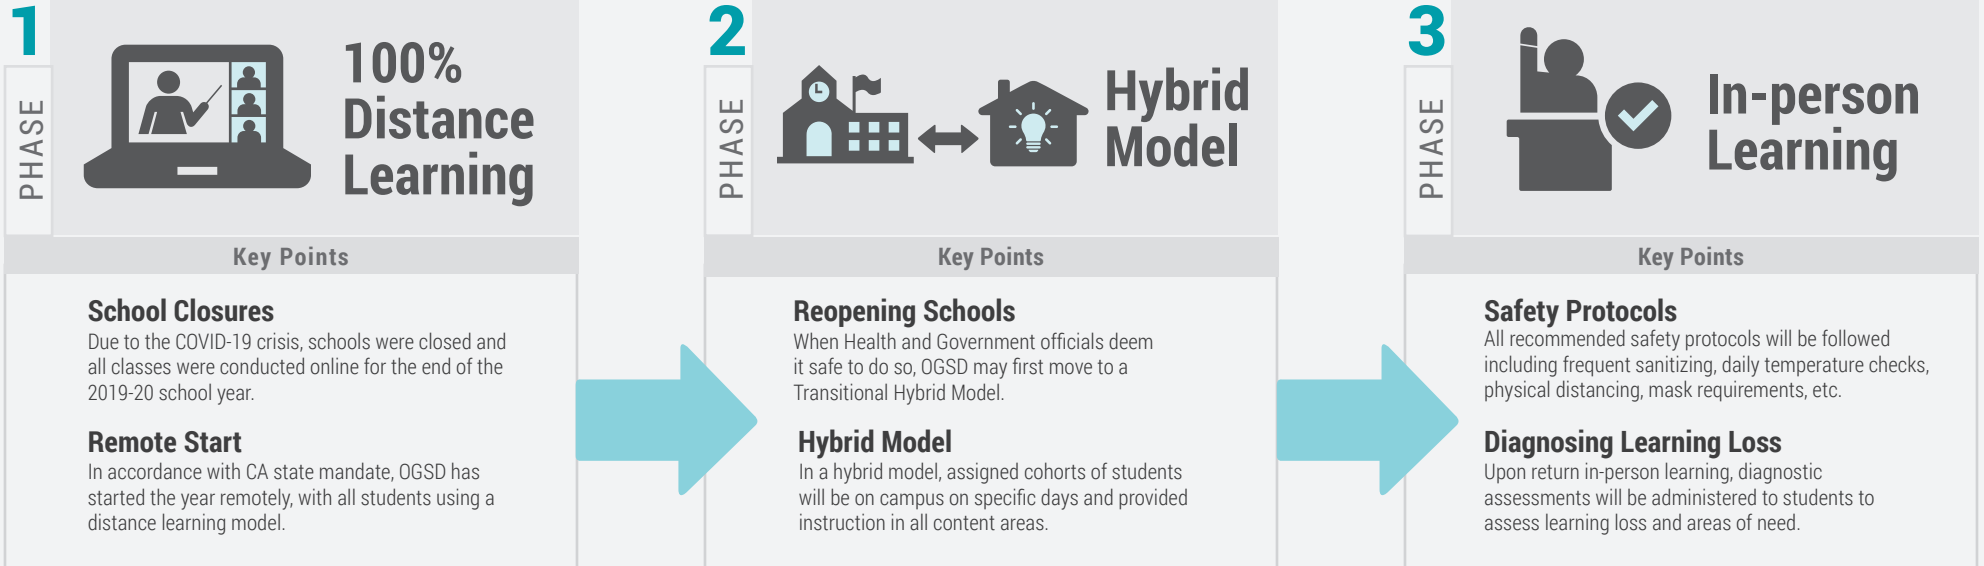 1
PHASE
100%
Distance
Learning
Key Points
School Closures
Due to the COVID-19 crisis, schools were closed and
all classes were conducted online for the end of the
2019-20 school year.
Remote Start
In accordance with CA state mandate, OGSD has
started the year remotely, with all students using a
distance learning model.
2
PHASE
Hybrid
Model
Key Points
Reopening Schools
When Health and Government officials deem
it safe to do so, OGSD may first move to a
Transitional Hybrid Model.
Hybrid Model
In a hybrid model, assigned cohorts of students
will be on campus on specific days and provided
instruction in all content areas.
3
PHASE
In-person
Learning
Key Points
Safety Protocols
All recommended safety protocols will be followed
including frequent sanitizing, daily temperature checks,
physical distancing, mask requirements, etc.
Diagnosing Learning Loss
Upon return in-person learning, diagnostic
assessments will be administered to students to
assess learning loss and areas of need.